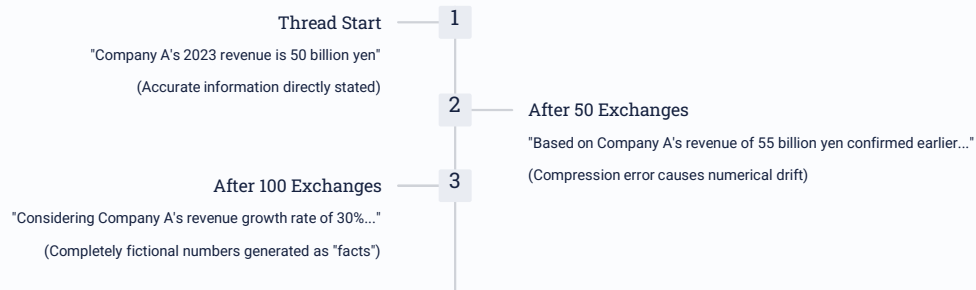 1
Thread Start
"Company A's 2023 revenue is 50 billion yen"
(Accurate information directly stated)
2
After 50 Exchanges
"Based on Company A's revenue of 55 billion yen confirmed earlier..."
(Compression error causes numerical drift)
3
After 100 Exchanges
"Considering Company A's revenue growth rate of 30%..."
(Completely fictional numbers generated as "facts")